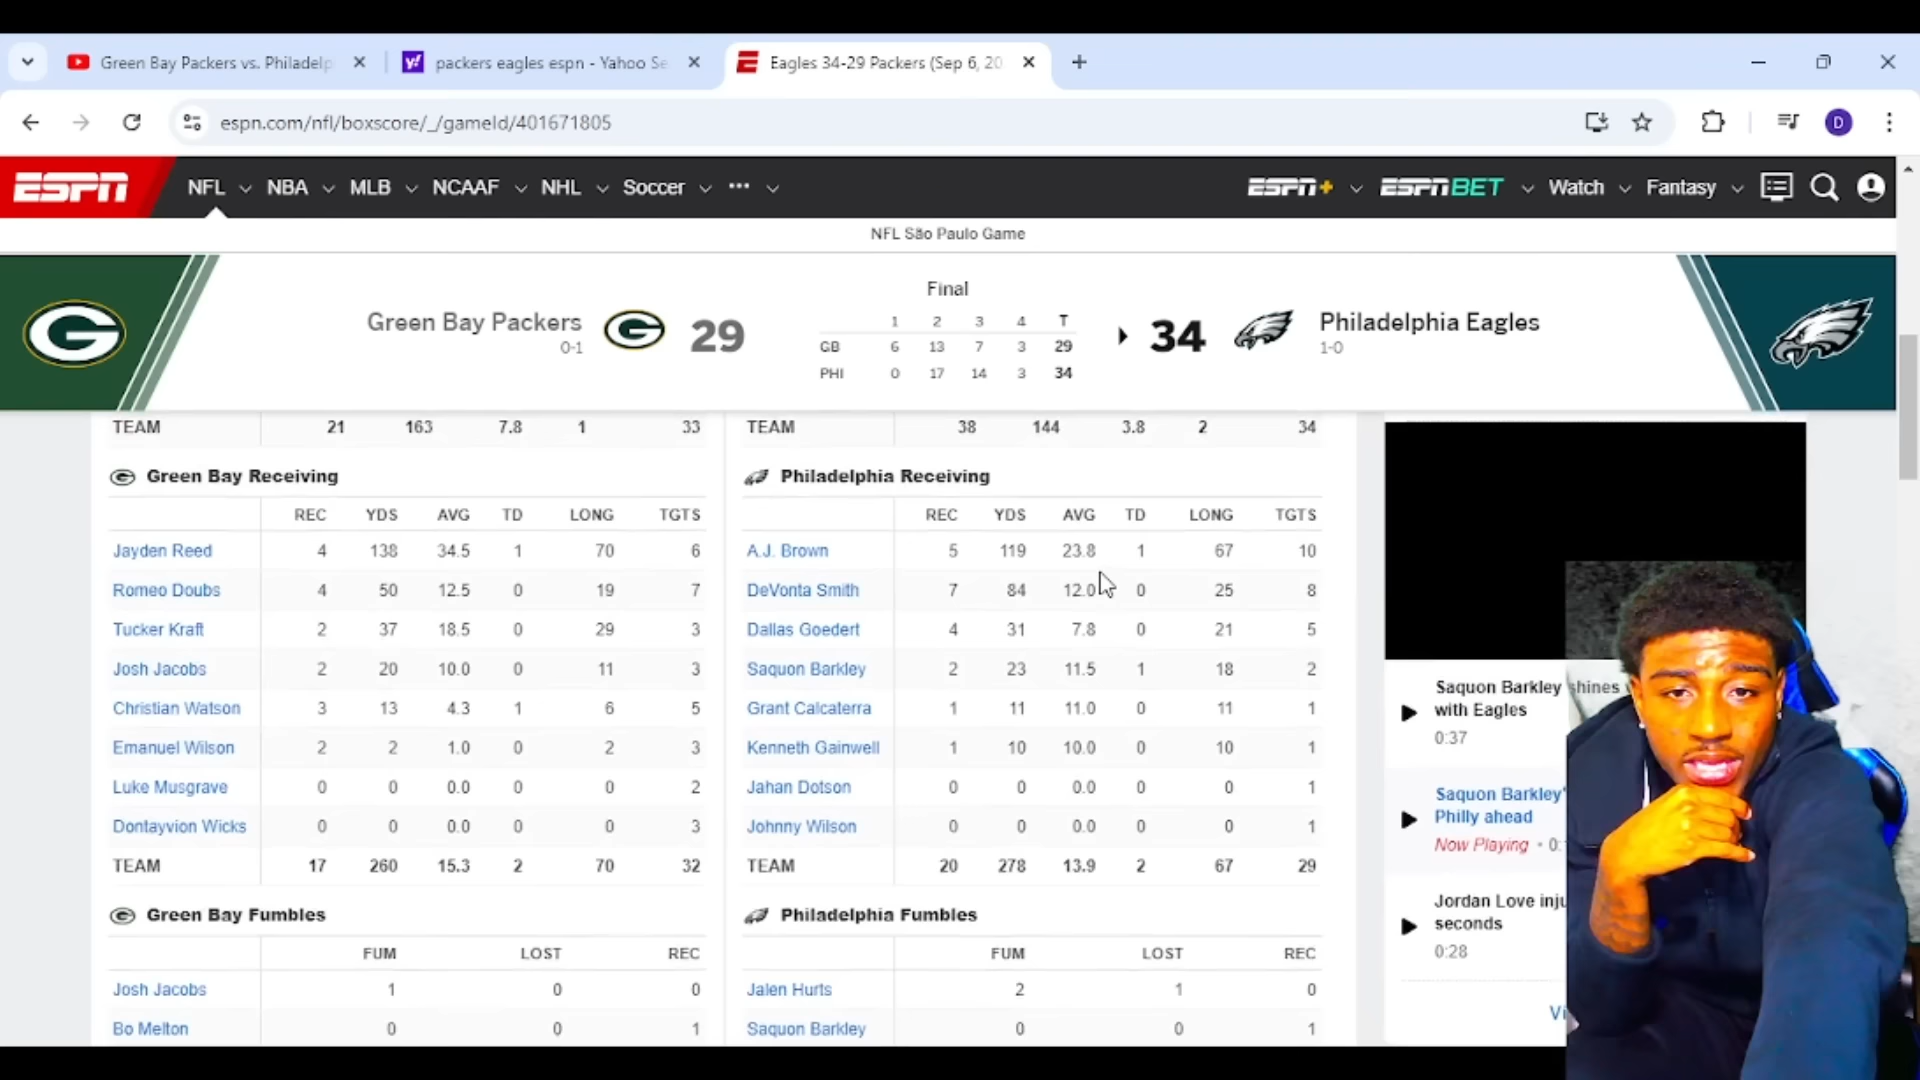 Green Bay Packers vs. Philadelp
packers eagles espn - Yahoo Se
Eagles 34-29 Packers (Sep 6, 20
espn.com/nfl/boxscore/_/gameId/401671805
D
ESPN NFL NBA MLB NCAAF NHL Soccer ••• ESPN+ ESPN BET Watch Fantasy
NFL São Paulo Game
Final
Green Bay Packers 29
0-1
1 2 3 4 T
GB 6 13 7 3 29
PHI 0 17 14 3 34
34 Philadelphia Eagles
1-0
TEAM 21 163 7.8 1 33
Green Bay Receiving
REC YDS AVG TD LONG TGTS
Jayden Reed 4 138 34.5 1 70 6
Romeo Doubs 4 50 12.5 0 19 7
Tucker Kraft 2 37 18.5 0 29 3
Josh Jacobs 2 20 10.0 0 11 3
Christian Watson 3 13 4.3 1 6 5
Emanuel Wilson 2 2 1.0 0 2 3
Luke Musgrave 0 0 0.0 0 0 2
Dontayvion Wicks 0 0 0.0 0 0 3
TEAM 17 260 15.3 2 70 32
Green Bay Fumbles
FUM LOST REC
Josh Jacobs 1 0 0
Bo Melton 0 0 1
TEAM 38 144 3.8 2 34
Philadelphia Receiving
REC YDS AVG TD LONG TGTS
A.J. Brown 5 119 23.8 1 67 10
DeVonta Smith 7 84 12.0 0 25 8
Dallas Goedert 4 31 7.8 0 21 5
Saquon Barkley 2 23 11.5 1 18 2
Grant Calcaterra 1 11 11.0 0 11 1
Kenneth Gainwell 1 10 10.0 0 10 1
Jahan Dotson 0 0 0.0 0 0 1
Johnny Wilson 0 0 0.0 0 0 1
TEAM 20 278 13.9 2 67 29
Philadelphia Fumbles
FUM LOST REC
Jalen Hurts 2 1 0
Saquon Barkley 0 0 1
Saquon Barkley shines
with Eagles
0:37
Saquon Barkley'
Philly ahead
Now Playing • 0:
Jordan Love inju
seconds
0:28
Vi